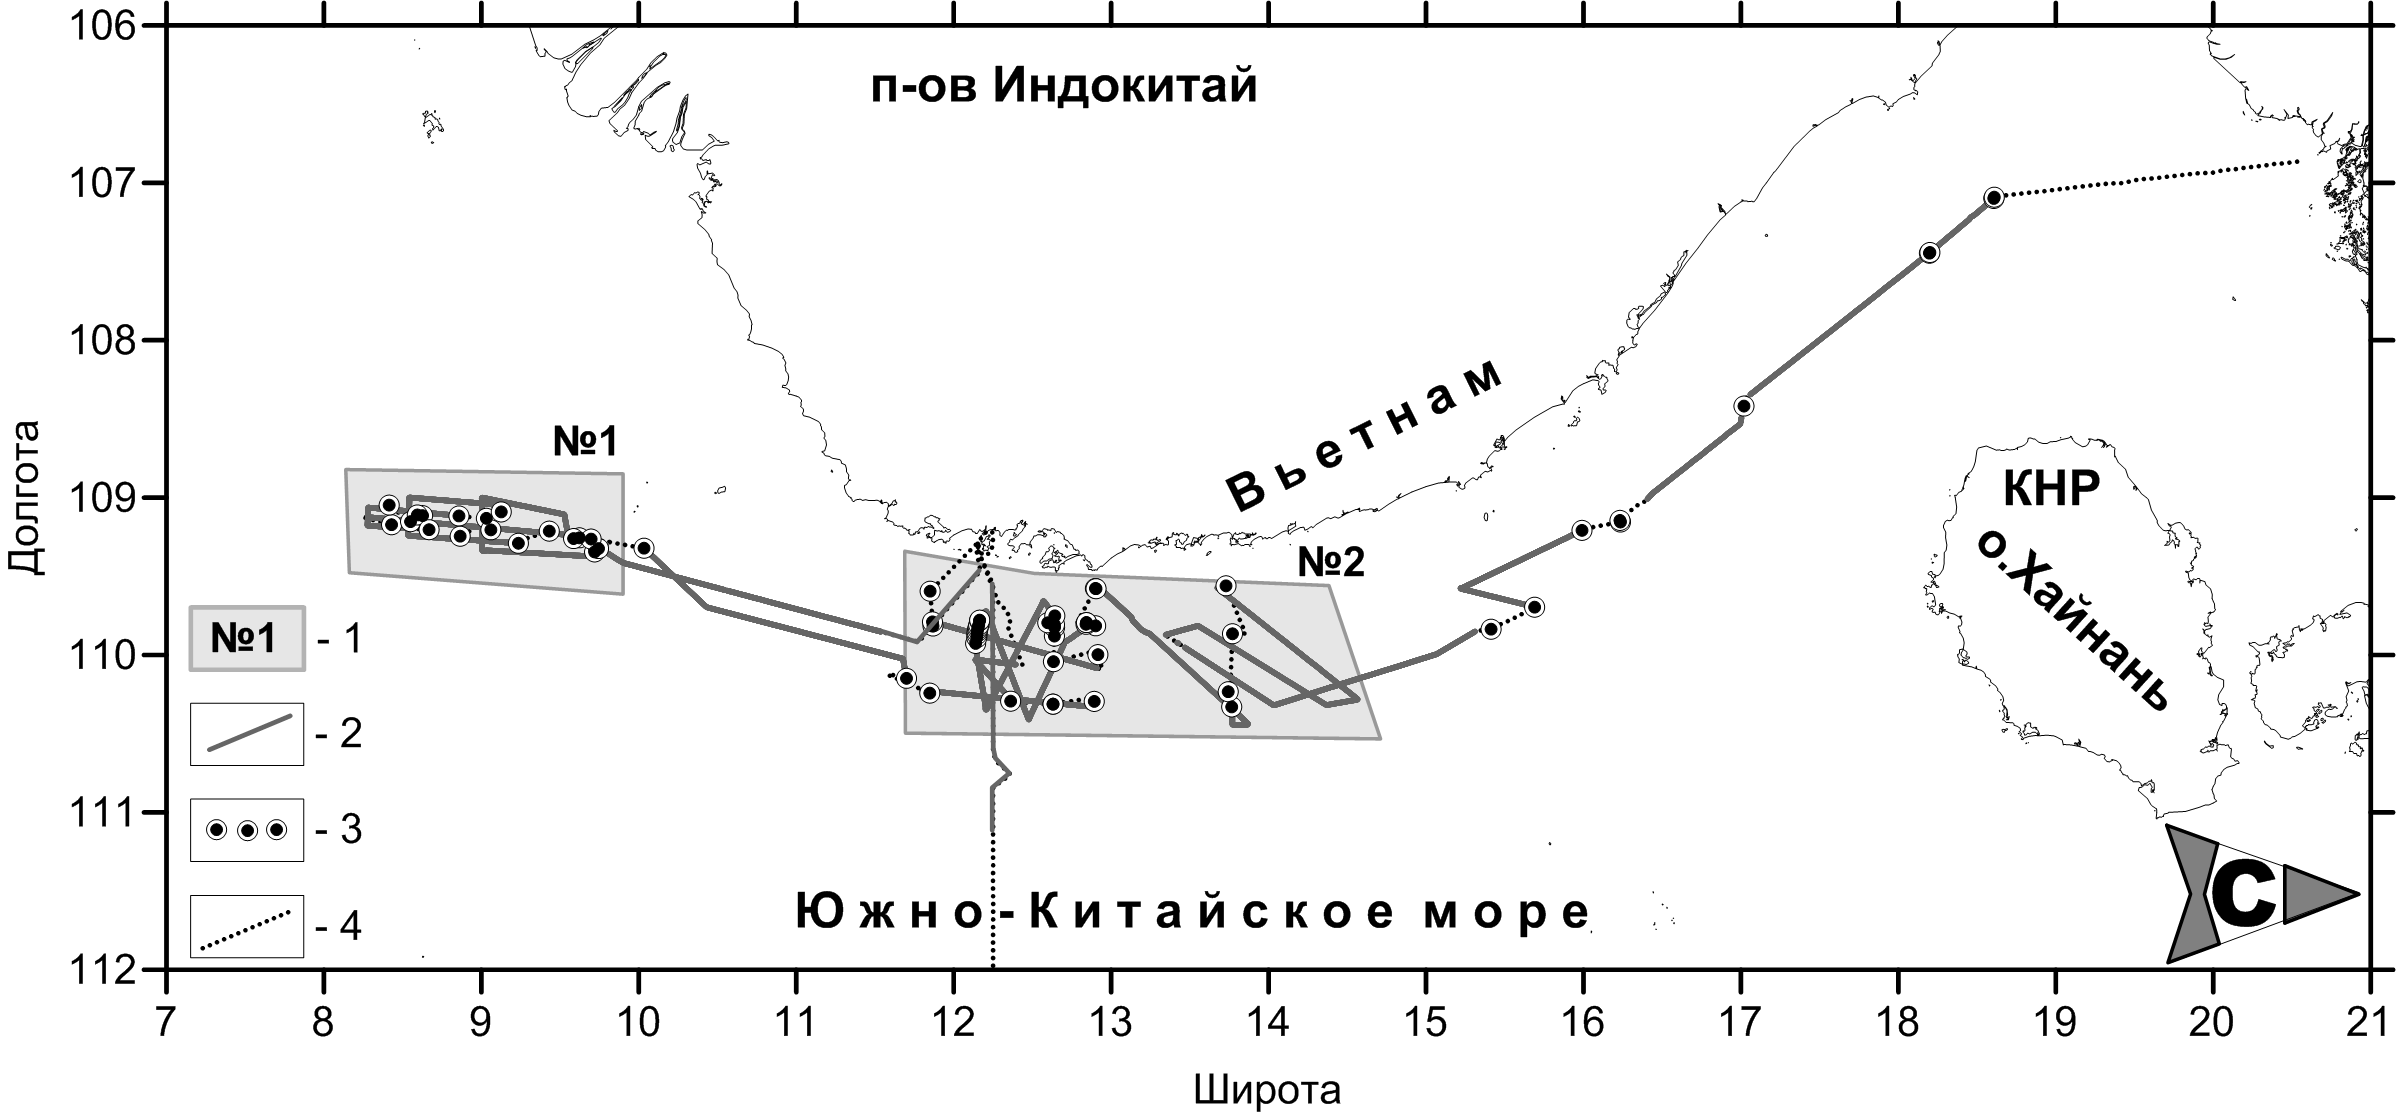 106
107
108
109
110
111
112
Долгота
п-ов Индокитай
Вьетнам
№1
№2
КНР
о.Хайнань
№1 - 1
- 2
- 3
- 4
Южно-Китайское море
С
7 8 9 10 11 12 13 14 15 16 17 18 19 20 21
Широта